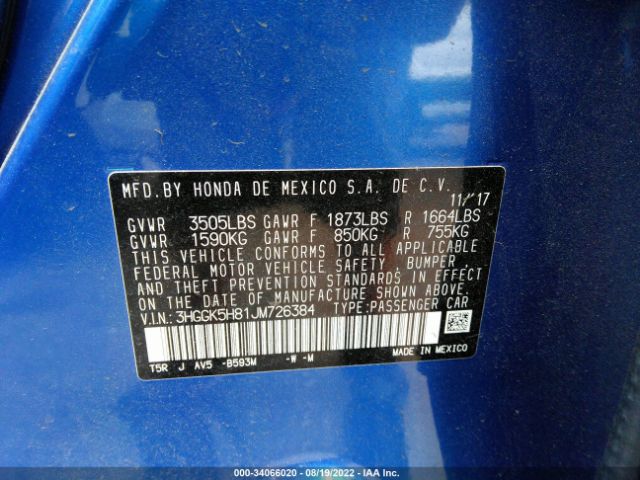 MFD.BY HONDA DE MEXICO S.A. DE C.V.
11/17
GVWR 3505LBS GAWR F 1873LBS R 1664LBS
GVWR 1590KG GAWR F 850KG R 755KG
THIS VEHICLE CONFORMS TO ALL APPLICABLE
FEDERAL MOTOR VEHICLE SAFETY, BUMPER
AND THEFT PREVENTION STANDARDS IN EFFECT
ON THE DATE OF MANUFACTURE SHOWN ABOVE.
V.I.N: 3HGGK5H81JM726384 TYPE:PASSENGER CAR
T5R J AV5 -B593M -W -M MADE IN MEXICO
000-34066020 - 08/19/2022 - IAA Inc.